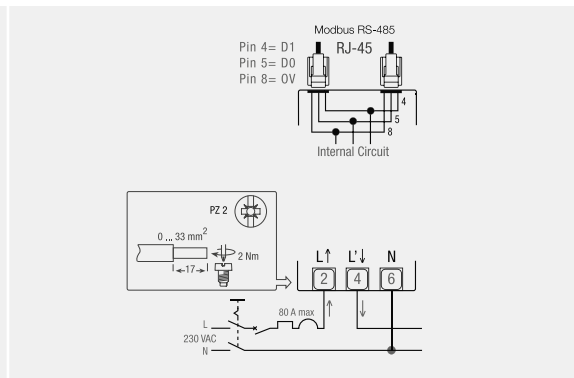 Modbus RS-485
Pin 4= D1
RJ-45
Pin 5= D0
Pin 8= 0V
4
5
8
Internal Circuit
PZ 2
0 ... 33 mm2
2 Nm
17
L↑ L'↓ N
2 4 6
80 A max
L
230 VAC
N